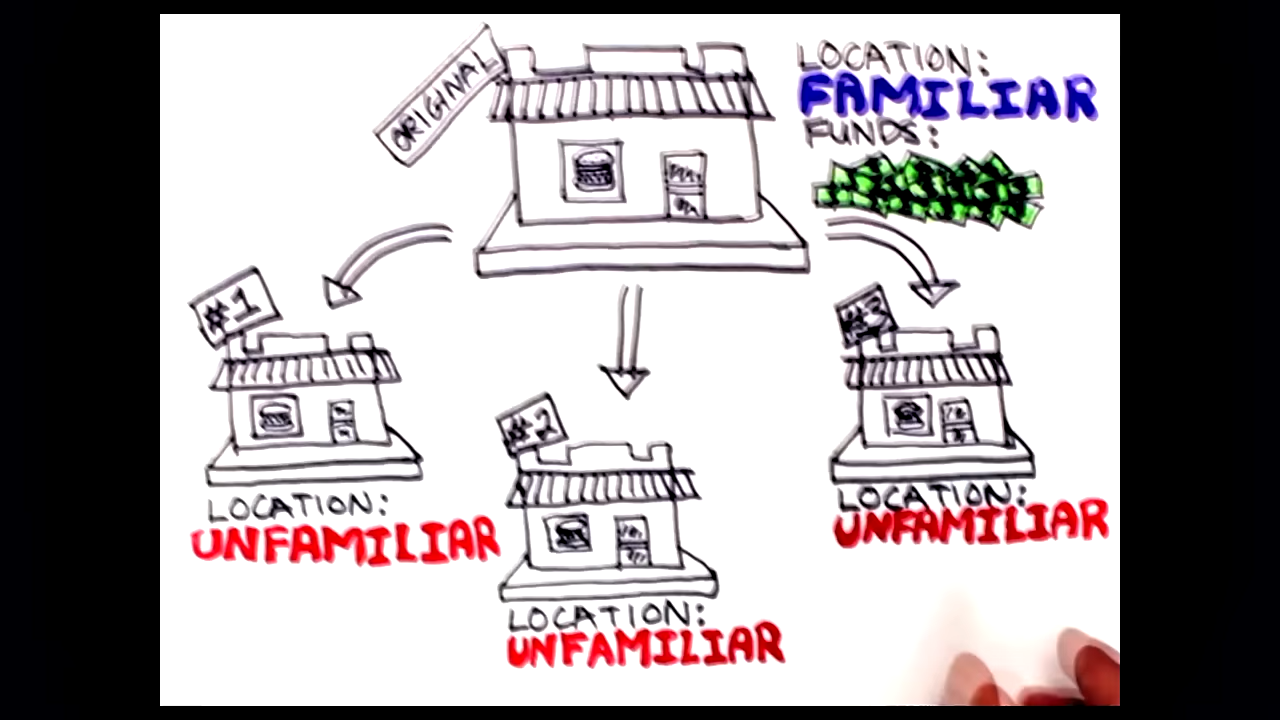 ORIGINAL
LOCATION:
FAMILIAR
FUNDS:
#1
LOCATION:
UNFAMILIAR
#2
LOCATION:
UNFAMILIAR
#3
LOCATION:
UNFAMILIAR